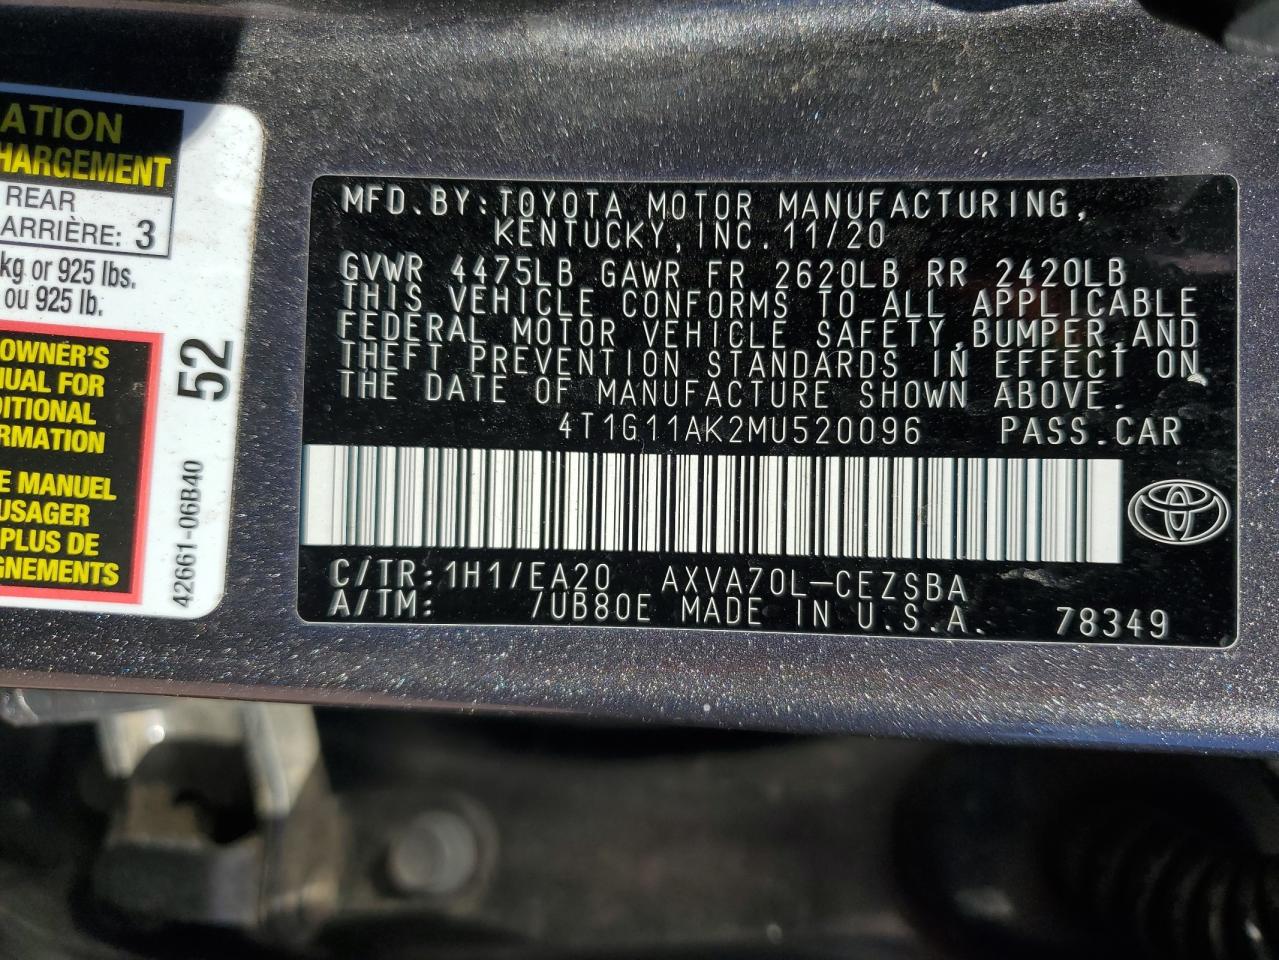 ATION
HARGEMENT
REAR
ARRIÈRE: 3
kg or 925 lbs.
ou 925 lb.
OWNER'S
UAL FOR
DITIONAL
RMATION
E MANUEL
USAGER
PLUS DE
GNEMENTS
52
42661-06B40
MFD.BY:TOYOTA MOTOR MANUFACTURING,
KENTUCKY,INC.11/20
GVWR 4475LB GAWR FR 2620LB RR 2420LB
THIS VEHICLE CONFORMS TO ALL APPLICABLE
FEDERAL MOTOR VEHICLE SAFETY,BUMPER,AND
THEFT PREVENTION STANDARDS IN EFFECT ON
THE DATE OF MANUFACTURE SHOWN ABOVE.
4T1G11AK2MU520096 PASS.CAR
C/TR:1H1/EA20 AXVA70L-CEZSBA
A/TM: /UB80E MADE IN U.S.A. 78349